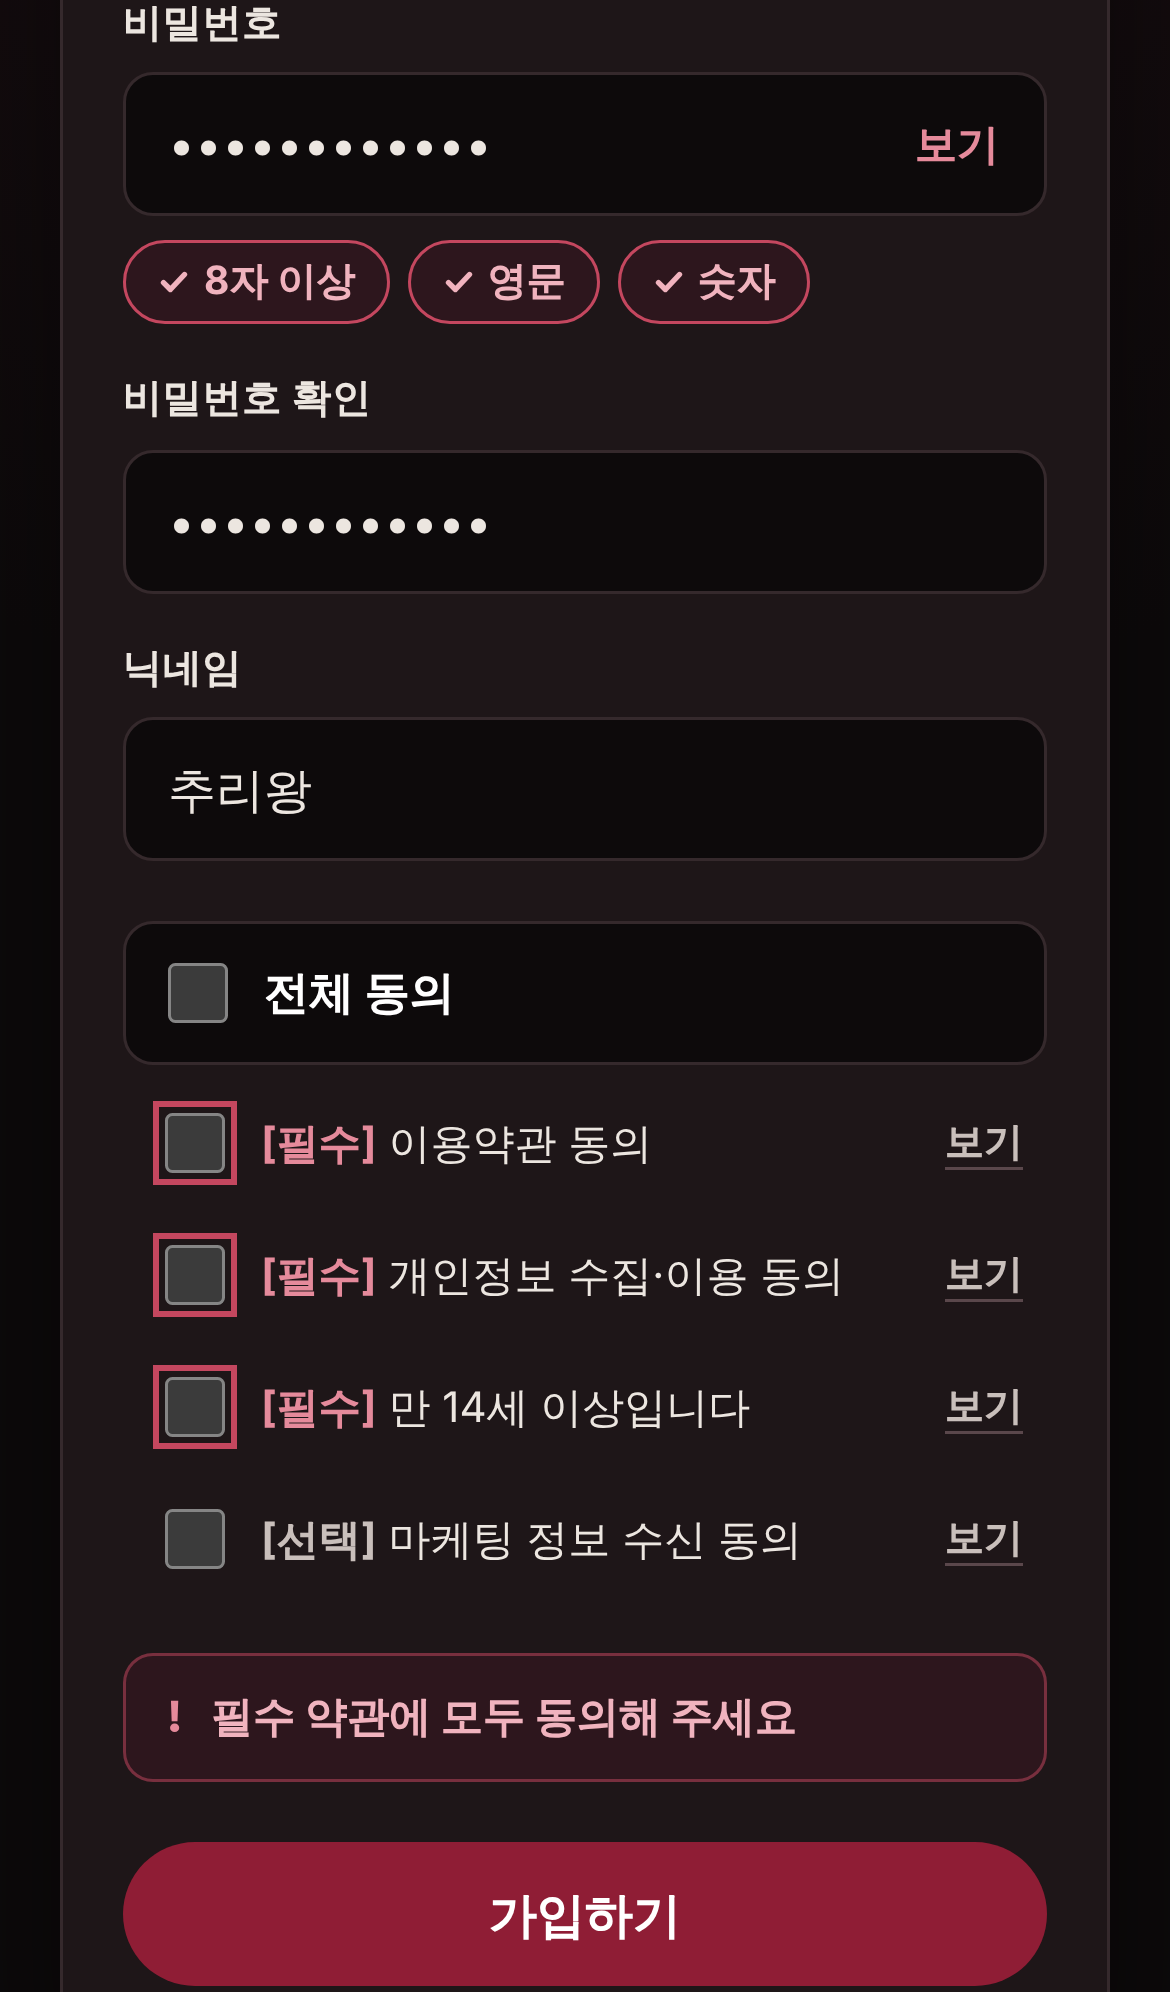 비밀번호
•••••••••••• 보기
✓ 8자 이상 ✓ 영문 ✓ 숫자
비밀번호 확인
••••••••••••
닉네임
추리왕
전체 동의
[필수] 이용약관 동의 보기
[필수] 개인정보 수집·이용 동의 보기
[필수] 만 14세 이상입니다 보기
[선택] 마케팅 정보 수신 동의 보기
! 필수 약관에 모두 동의해 주세요
가입하기